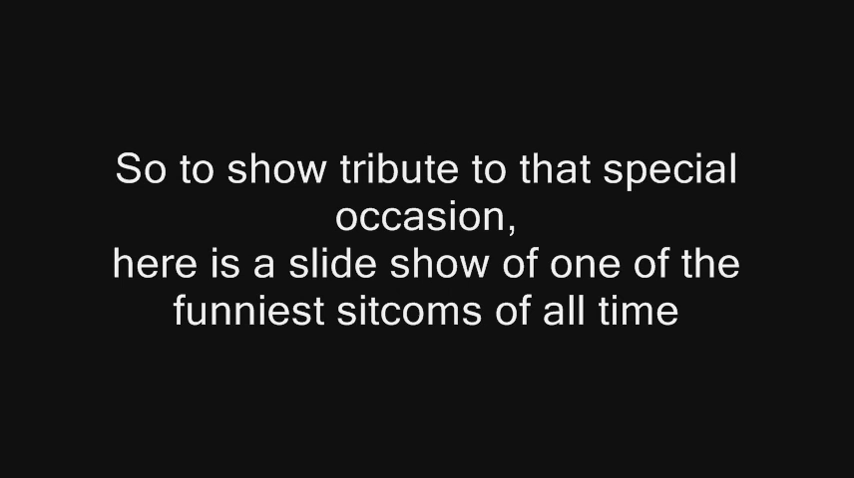 So to show tribute to that special
occasion,
here is a slide show of one of the
funniest sitcoms of all time